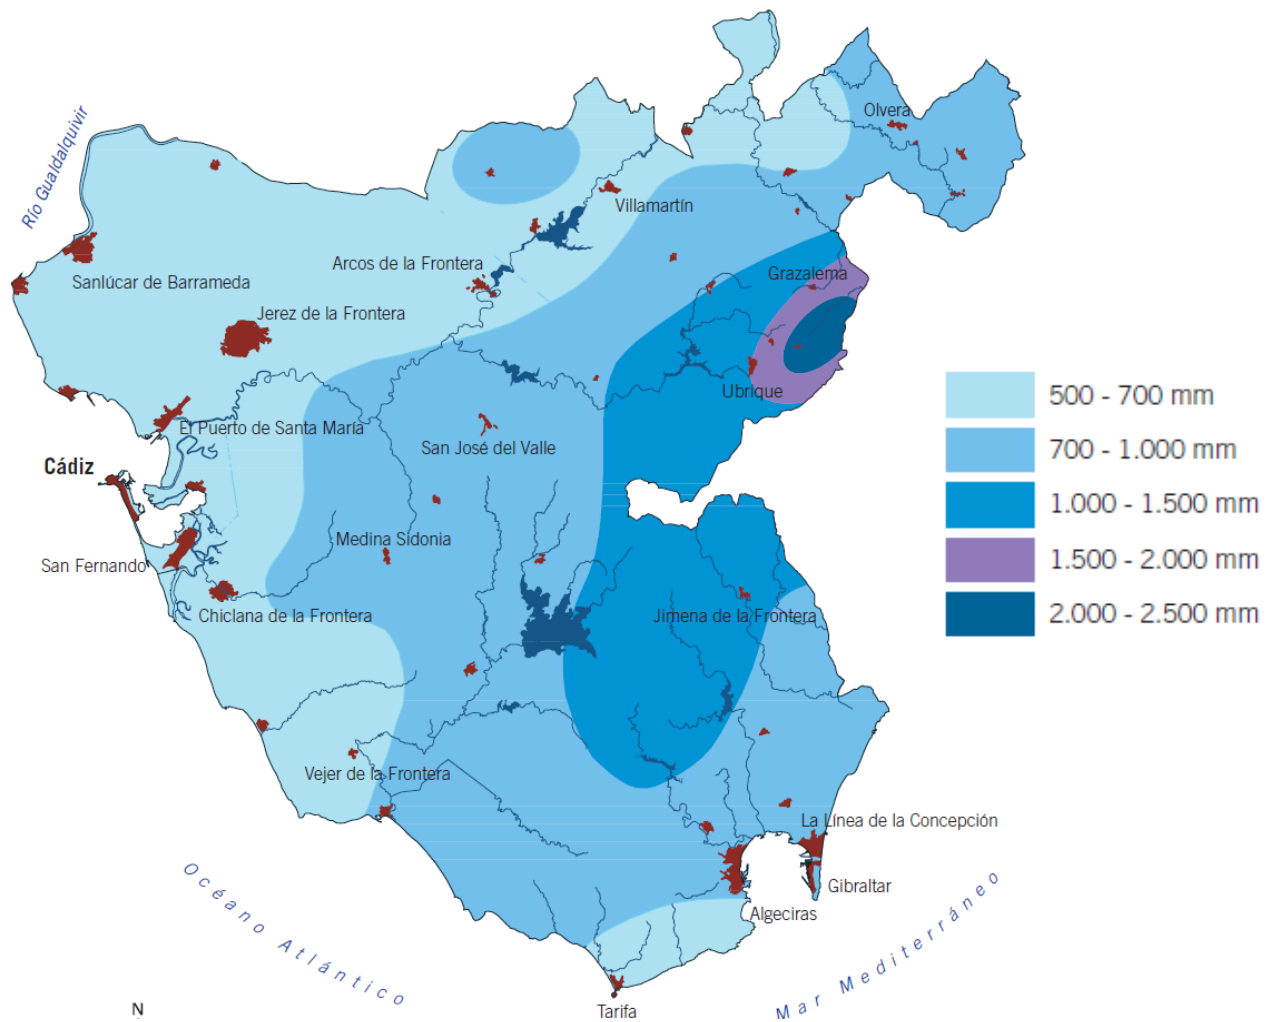 Olvera
Río Gualdalquivir
Villamartín
Arcos de la Frontera
Grazalema
Sanlúcar de Barrameda
Jerez de la Frontera
Ubrique
500 - 700 mm
El Puerto de Santa María
San José del Valle
700 - 1.000 mm
Cádiz
1.000 - 1.500 mm
Medina Sidonia
1.500 - 2.000 mm
San Fernando
Chiclana de la Frontera
Jimena de la Frontera
2.000 - 2.500 mm
Vejer de la Frontera
La Línea de la Concepción
Gibraltar
Algeciras
Océano Atlántico
Mar Mediterráneo
N
Tarifa